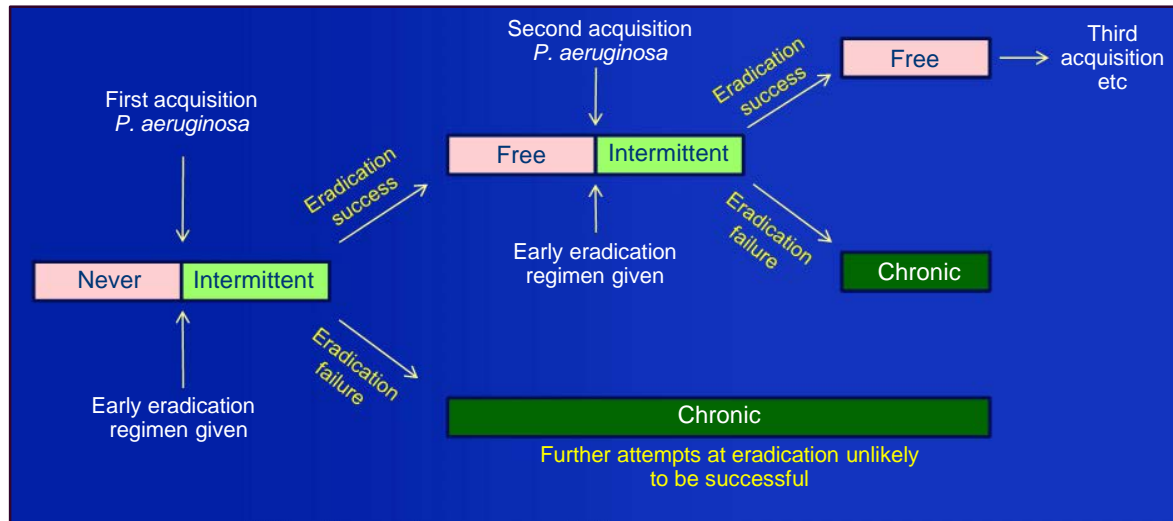 First acquisition
P. aeruginosa
Never
Intermittent
Early eradication
regimen given
Eradication
success
Eradication
failure
Second acquisition
P. aeruginosa
Free
Intermittent
Early eradication
regimen given
Eradication
success
Eradication
failure
Free
Third
acquisition
etc
Chronic
Chronic
Further attempts at eradication unlikely
to be successful